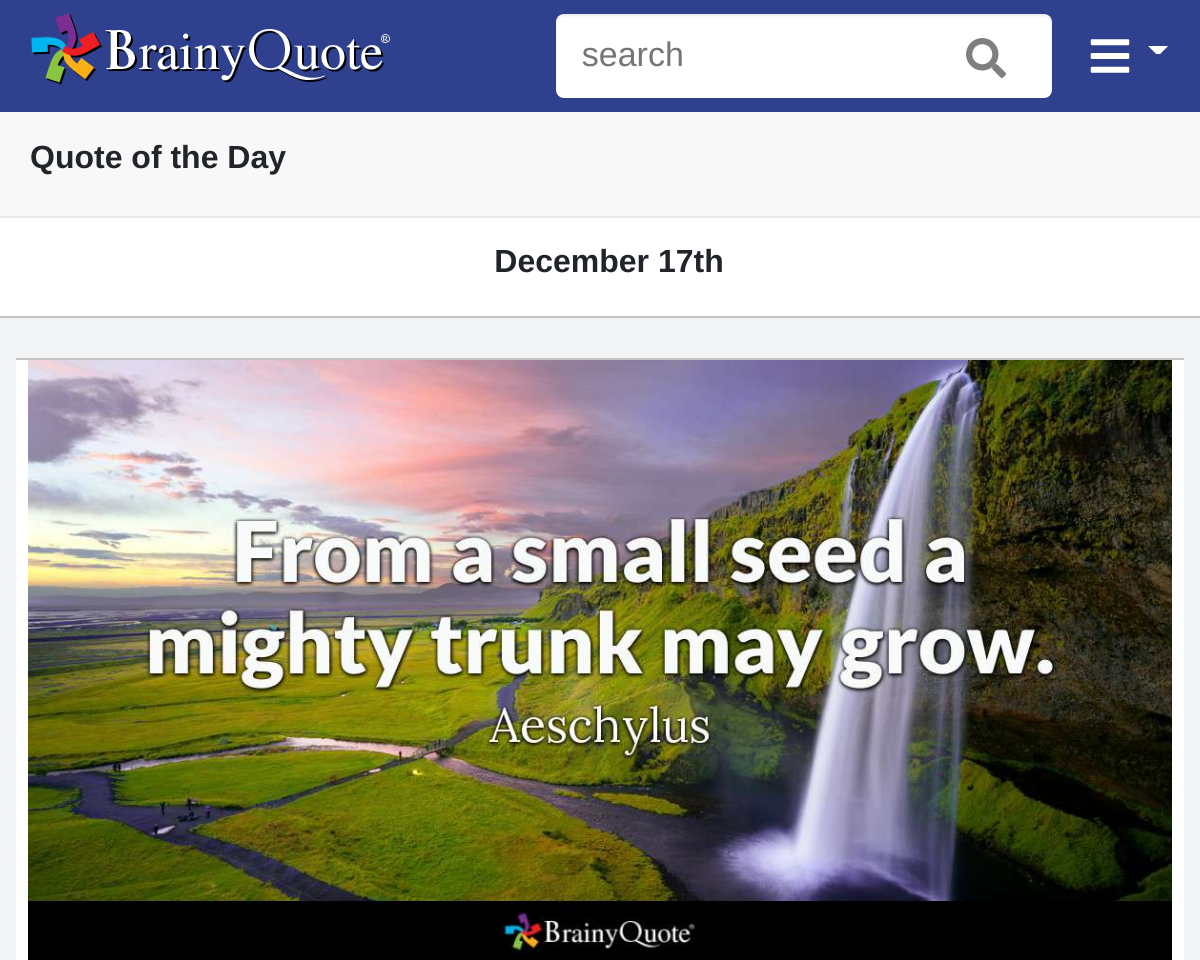 BrainyQuote®
search
Quote of the Day
December 17th
From a small seed a
mighty trunk may grow.
Aeschylus
BrainyQuote®